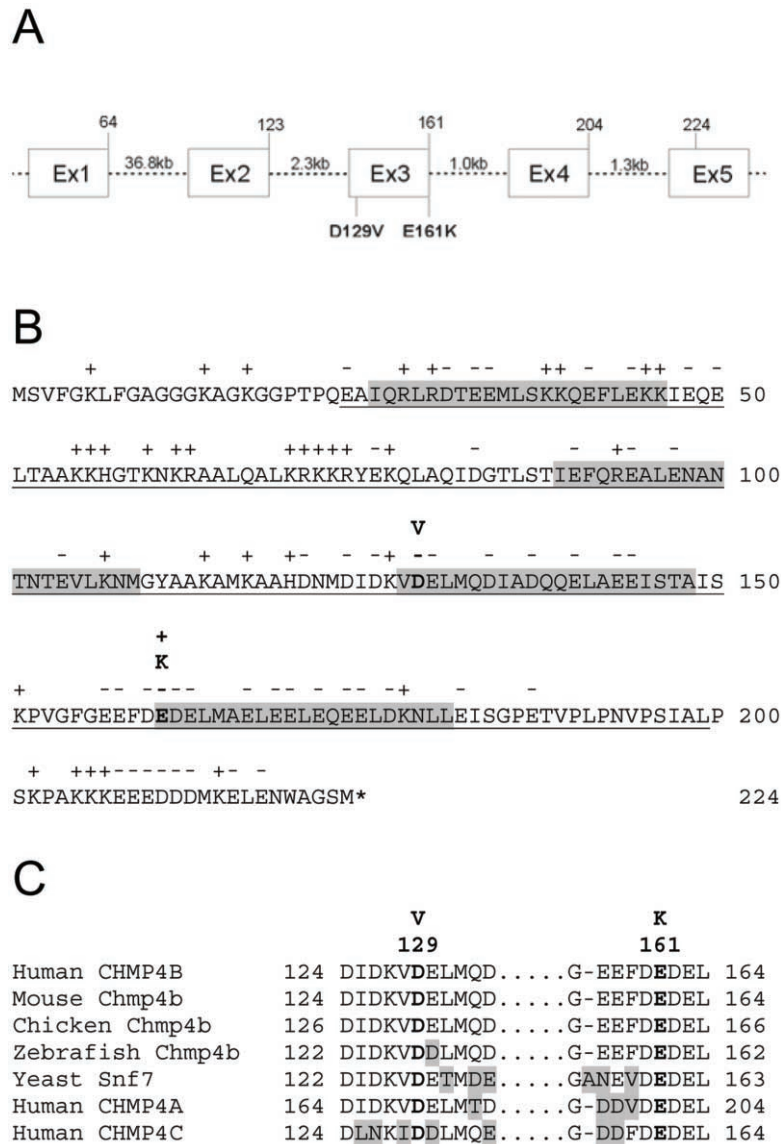 A
64 123 161 204 224
Ex1 36.8kb Ex2 2.3kb Ex3 1.0kb Ex4 1.3kb Ex5
D129V E161K
B
+ + + - + +- -- ++ - -++ - -
MSVFGKLFGAGGGKAGKGGPTPQEAIQRLRDTEEMLSKKQEFLEKKIEQE 50
+++ + ++ +++++ -+ - - +- -
LTAAKKHGTKNKRAALQALKRKKRYEKQLAQIDGTLSTIEFQREALENAN 100
V
- + + + +- - -+ -- - - - --
TNTEVLKNMGYAAKAMKAAHDNMDIDKVDELMQDIADQQELAEEISTAIS 150
+
K
+ -- ---- - -- - -- -+ - -
KPVGFGEEFDEDELMAELEELEQEELDKNLLEISGPETVPLPNVPSIALP 200
+ +++------ +- -
SKPAKKKEEEDDDMKELENWAGSM* 224
C
V K
129 161
Human CHMP4B 124 DIDKVDELMQD.....G-EEFDEDEL 164
Mouse Chmp4b 124 DIDKVDELMQD.....G-EEFDEDEL 164
Chicken Chmp4b 126 DIDKVDELMQD.....G-EEFDEDEL 166
Zebrafish Chmp4b 122 DIDKVDDLMQD.....G-EEFDEDEL 162
Yeast Snf7 122 DIDKVDETMDE.....GANEVDEDEL 163
Human CHMP4A 164 DIDKVDELMTD.....G-DDVDEDEL 204
Human CHMP4C 124 DLNKIDDLMQE.....G-DDFDEDEL 164